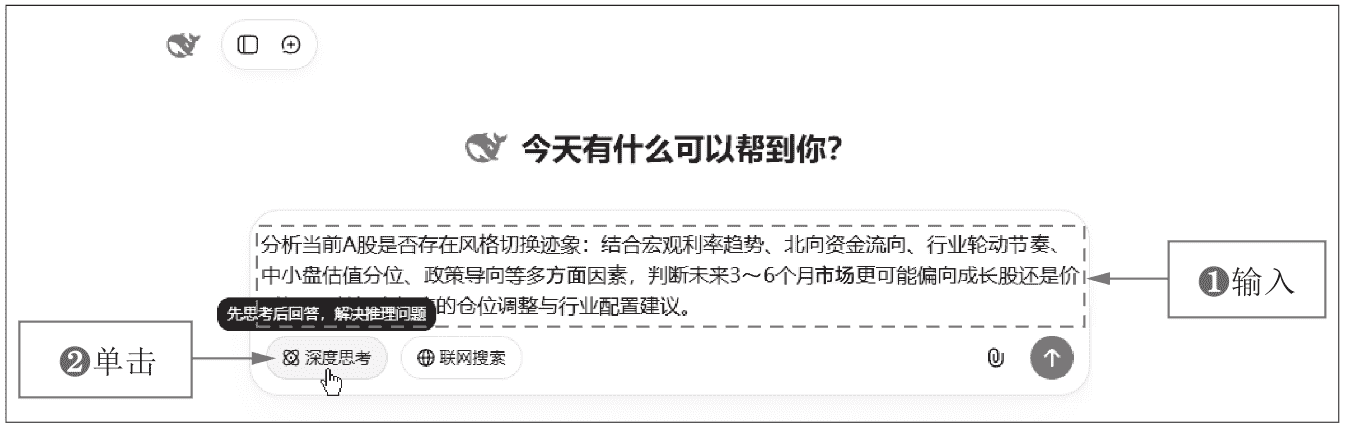 今天有什么可以帮到你?
分析当前A股是否存在风格切换迹象：结合宏观利率趋势、北向资金流向、行业轮动节奏、
中小盘估值分位、政策导向等多方面因素，判断未来3～6个月市场更可能偏向成长股还是价
的仓位调整与行业配置建议。
先思考后回答，解决推理问题
❶输入
❷单击
深度思考
联网搜索